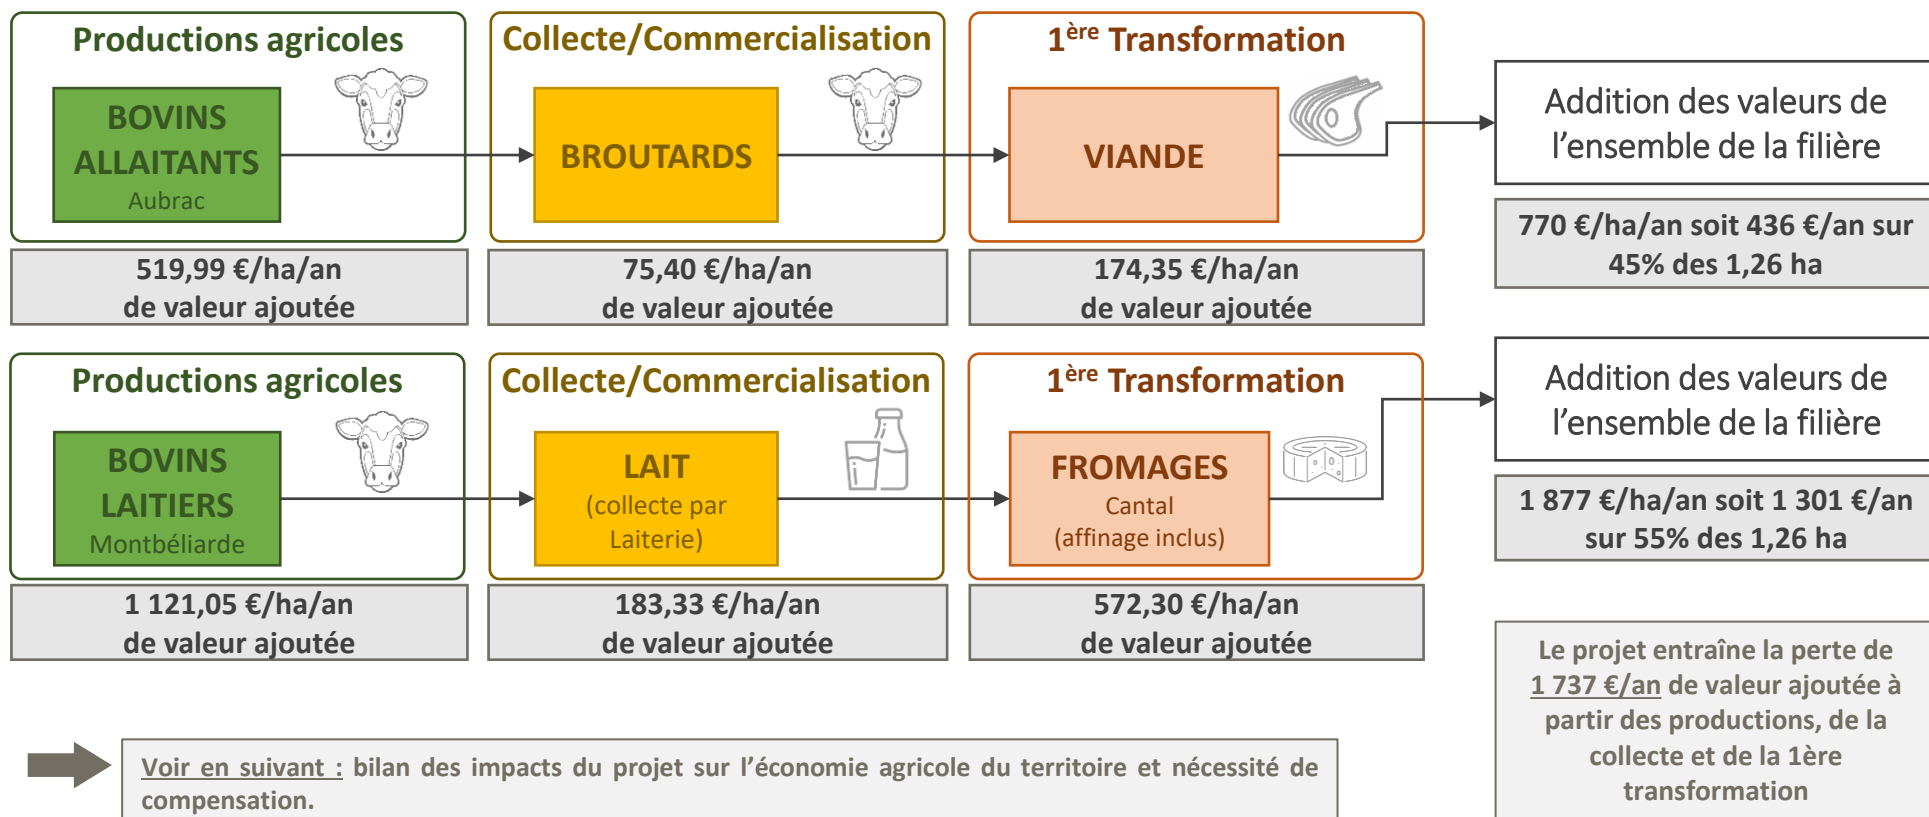 Productions agricoles
BOVINS
ALLAITANTS
Aubrac
519,99 €/ha/an
de valeur ajoutée
Collecte/Commercialisation
BROUTARDS
75,40 €/ha/an
de valeur ajoutée
1ère Transformation
VIANDE
174,35 €/ha/an
de valeur ajoutée
Addition des valeurs de
l’ensemble de la filière
770 €/ha/an soit 436 €/an sur
45% des 1,26 ha
Productions agricoles
BOVINS
LAITIERS
Montbéliarde
1 121,05 €/ha/an
de valeur ajoutée
Collecte/Commercialisation
LAIT
(collecte par
Laiterie)
183,33 €/ha/an
de valeur ajoutée
1ère Transformation
FROMAGES
Cantal
(affinage inclus)
572,30 €/ha/an
de valeur ajoutée
Addition des valeurs de
l’ensemble de la filière
1 877 €/ha/an soit 1 301 €/an
sur 55% des 1,26 ha
Le projet entraîne la perte de
1 737 €/an de valeur ajoutée à
partir des productions, de la
collecte et de la 1ère
transformation
Voir en suivant : bilan des impacts du projet sur l’économie agricole du territoire et nécessité de
compensation.